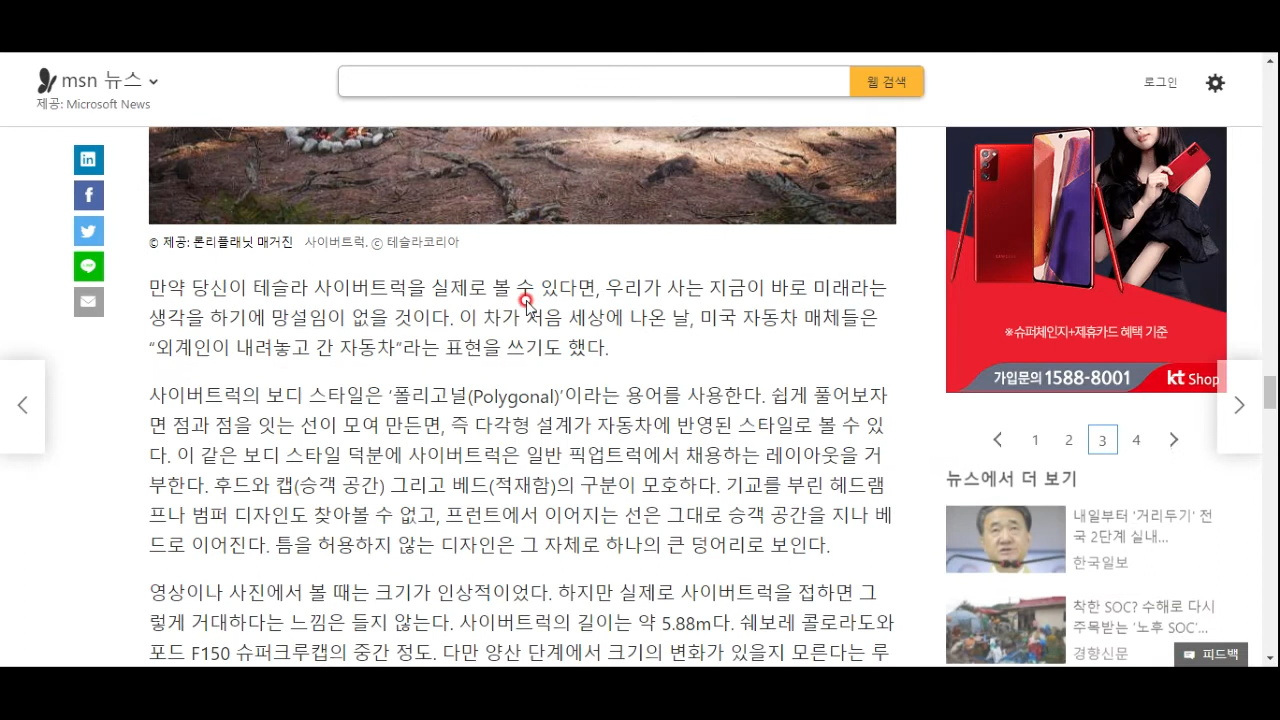 msn 뉴스
제공: Microsoft News
웹 검색
로그인
© 제공: 론리플래닛 매거진 사이버트럭. ⓒ 테슬라코리아
만약 당신이 테슬라 사이버트럭을 실제로 볼 수 있다면, 우리가 사는 지금이 바로 미래라는
생각을 하기에 망설임이 없을 것이다. 이 차가 처음 세상에 나온 날, 미국 자동차 매체들은
“외계인이 내려놓고 간 자동차”라는 표현을 쓰기도 했다.
사이버트럭의 보디 스타일은 ‘폴리고널(Polygonal)’이라는 용어를 사용한다. 쉽게 풀어보자
면 점과 점을 잇는 선이 모여 만든면, 즉 다각형 설계가 자동차에 반영된 스타일로 볼 수 있
다. 이 같은 보디 스타일 덕분에 사이버트럭은 일반 픽업트럭에서 채용하는 레이아웃을 거
부한다. 후드와 캡(승객 공간) 그리고 베드(적재함)의 구분이 모호하다. 기교를 부린 헤드램
프나 범퍼 디자인도 찾아볼 수 없고, 프런트에서 이어지는 선은 그대로 승객 공간을 지나 베
드로 이어진다. 틈을 허용하지 않는 디자인은 그 자체로 하나의 큰 덩어리로 보인다.
영상이나 사진에서 볼 때는 크기가 인상적이었다. 하지만 실제로 사이버트럭을 접하면 그
렇게 거대하다는 느낌은 들지 않는다. 사이버트럭의 길이는 약 5.88m다. 쉐보레 콜로라도와
포드 F150 슈퍼크루캡의 중간 정도. 다만 양산 단계에서 크기의 변화가 있을지 모른다는 루
※슈퍼체인지+제휴카드 혜택 기준
가입문의 1588-8001 kt Shop
1 2 3 4
뉴스에서 더 보기
내일부터 '거리두기' 전
국 2단계 실내...
한국일보
착한 SOC? 수해로 다시
주목받는 '노후 SOC'...
경향신문
피드백